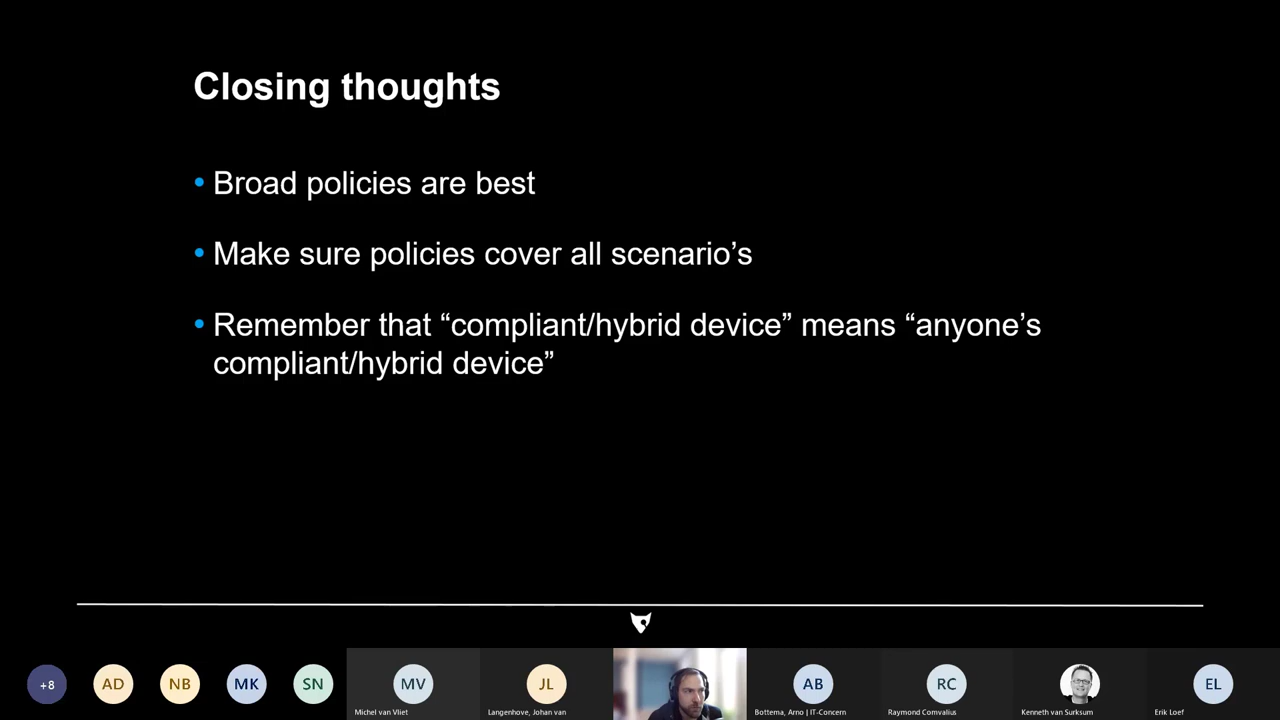 Closing thoughts
• Broad policies are best
• Make sure policies cover all scenario’s
• Remember that “compliant/hybrid device” means “anyone’s
compliant/hybrid device”
+8
AD
NB
MK
SN
MV
JL
AB
RC
EL
Michel van Vliet
Langenhove, Johan van
Bottema, Arno | IT-Concern
Raymond Comvalius
Kenneth van Surksum
Erik Loef